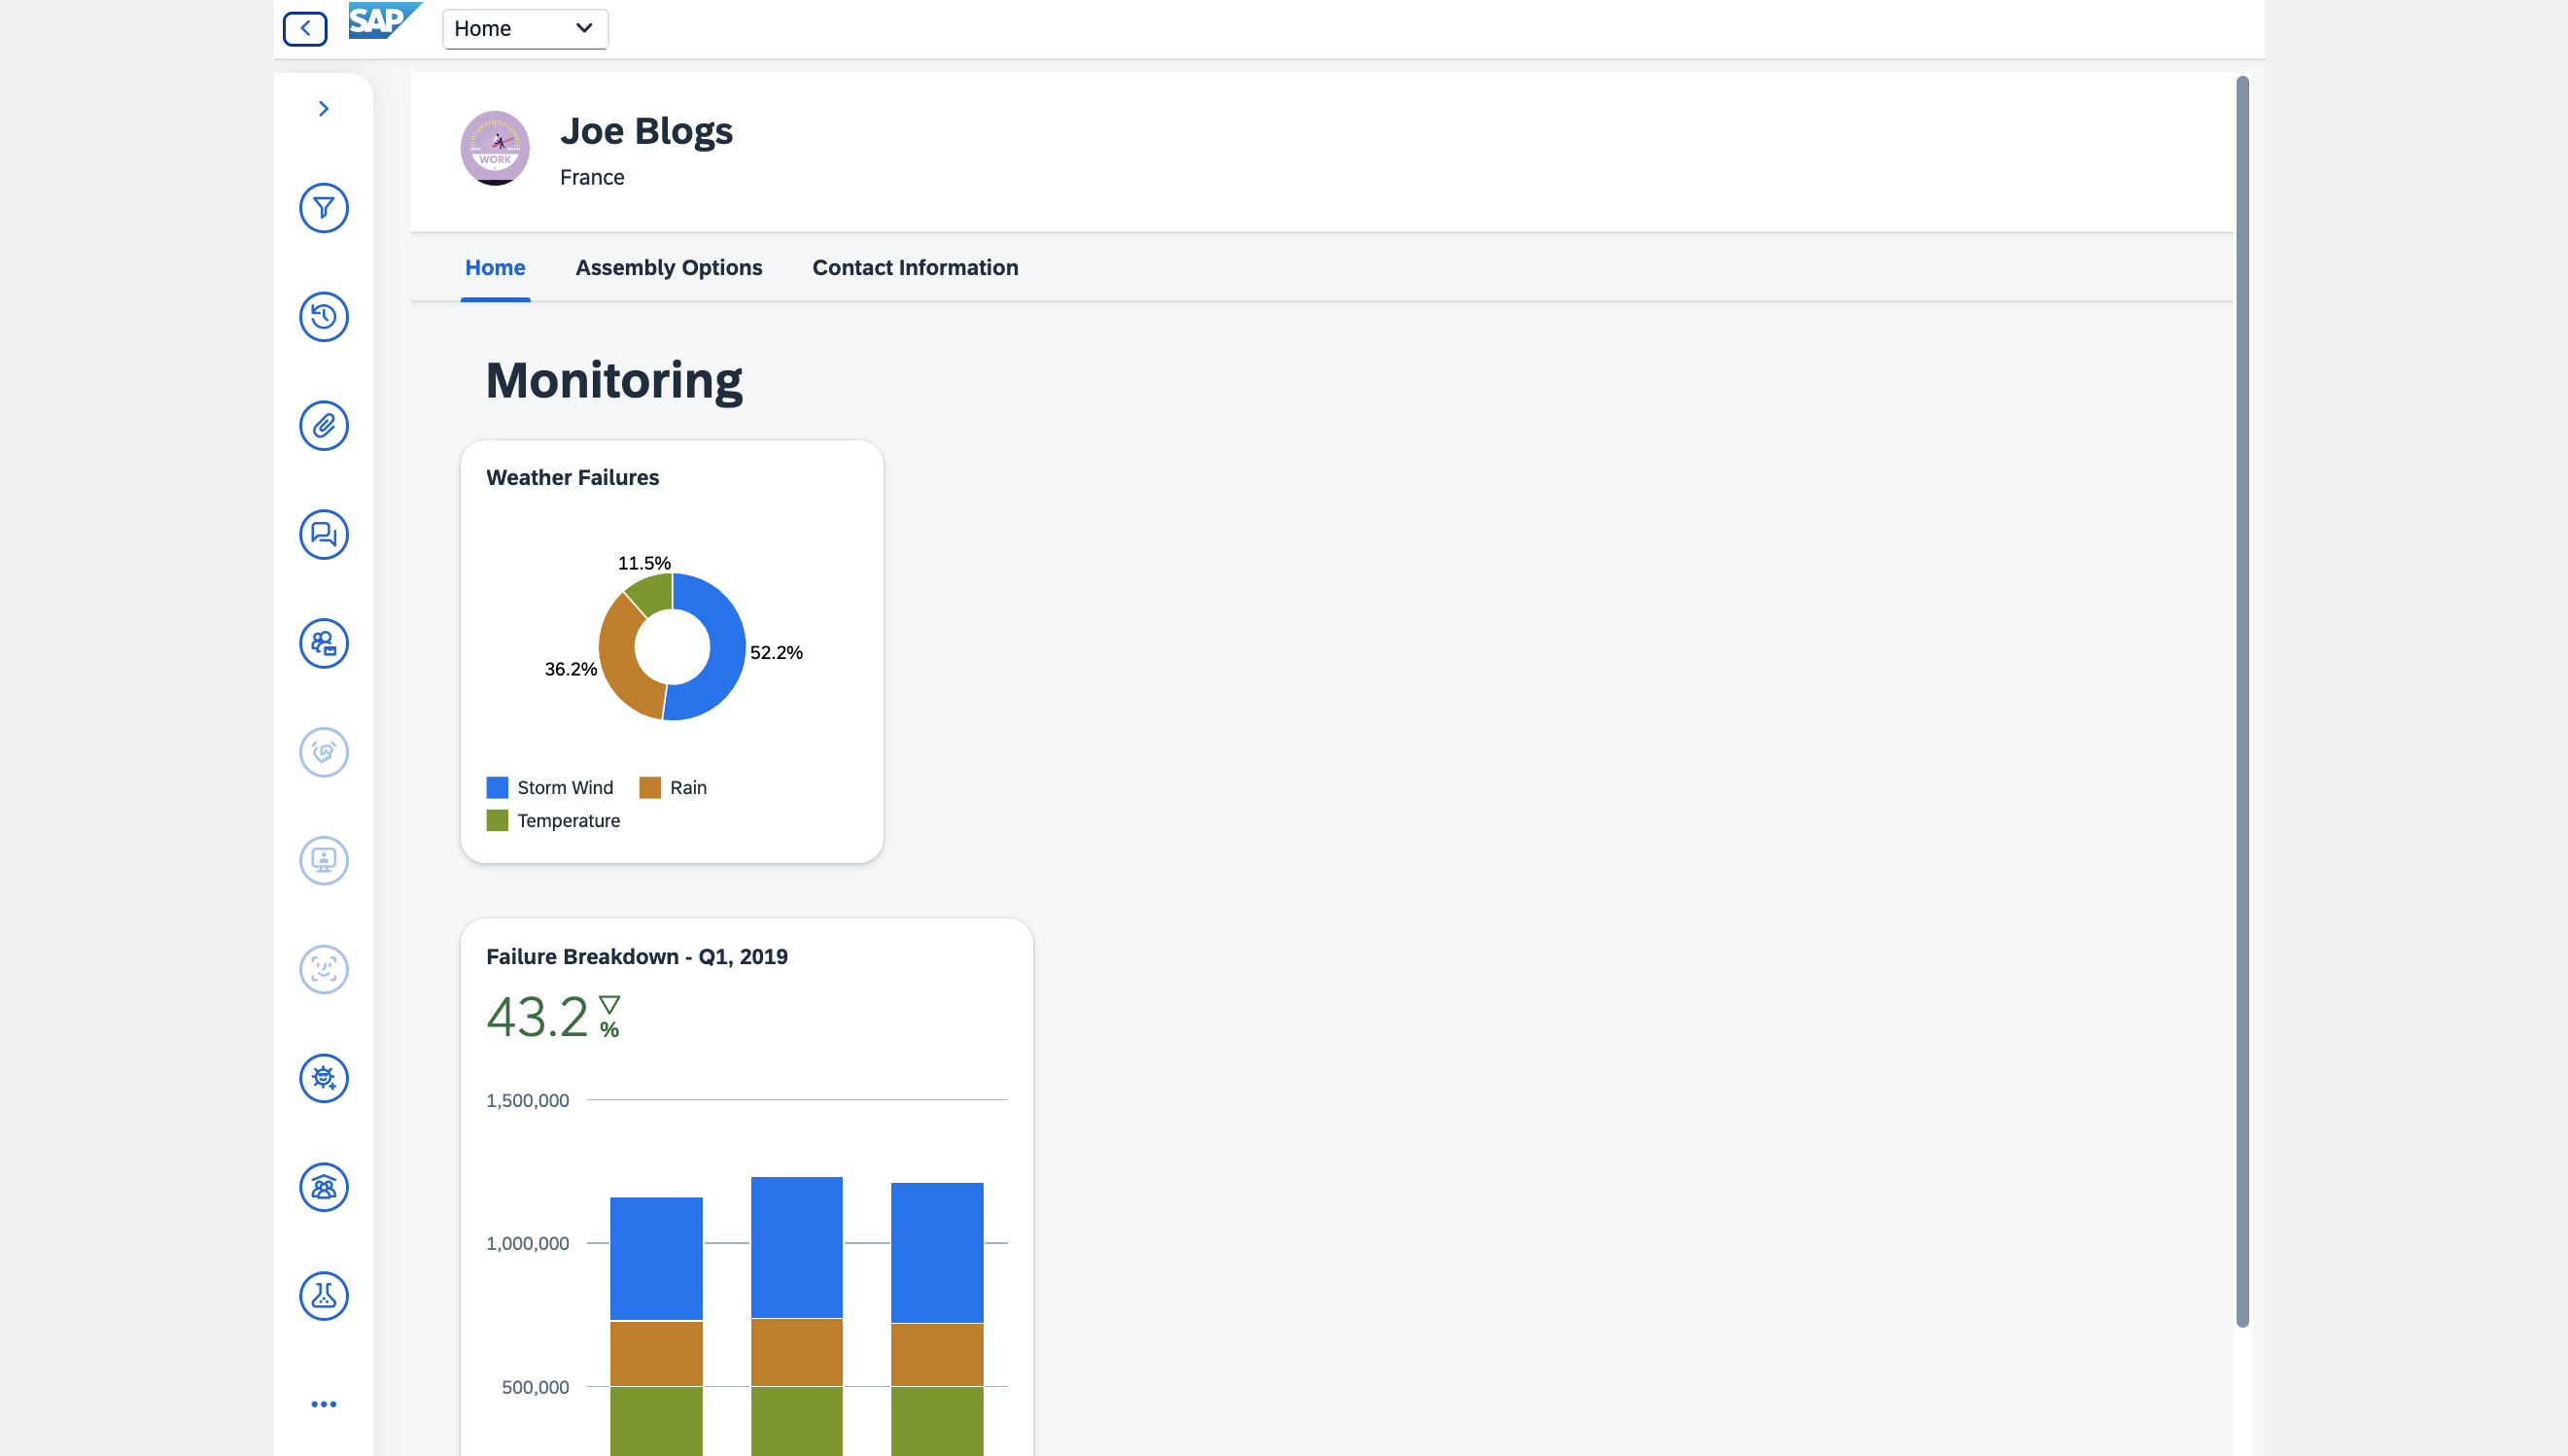 SAP
Home
Joe Blogs
France
WORK
Home
Assembly Options
Contact Information
Monitoring
Weather Failures
11.5%
52.2%
36.2%
Storm Wind
Rain
Temperature
Failure Breakdown - Q1, 2019
43.2
%
1,500,000
1,000,000
500,000